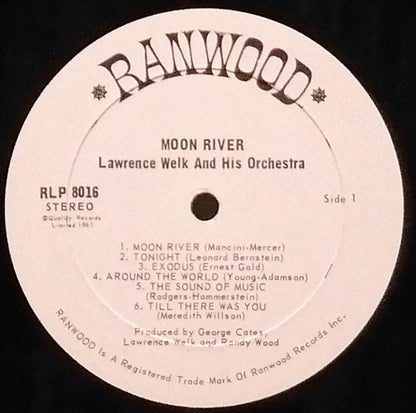 RANWOOD
MOON RIVER
Lawrence Welk And His Orchestra
RLP 8016
STEREO
©Quality Records
Limited 1961
Side 1
1. MOON RIVER (Mancini-Mercer)
2. TONIGHT (Leonard Bernstein)
3. EXODUS (Ernest Gold)
4. AROUND THE WORLD (Young-Adamson)
5. THE SOUND OF MUSIC
(Rodgers-Hammerstein)
6. TILL THERE WAS YOU
(Meredith Willson)
Produced by George Cates,
Lawrence Welk and Randy Wood
RANWOOD Is A Registered Trade Mark Of Ranwood Records Inc.